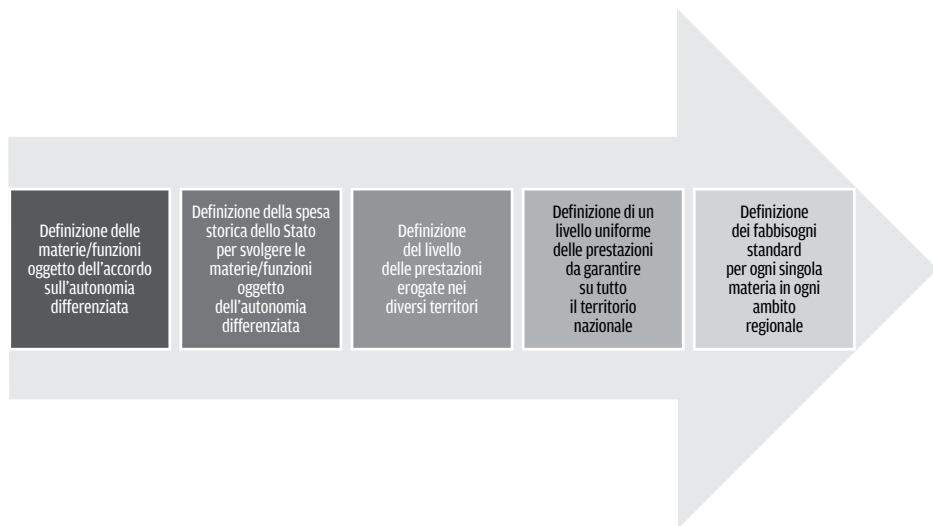 Definizione delle
materie/funzioni
oggetto dell’accordo
sull’autonomia
differenziata
Definizione della spesa
storica dello Stato
per svolgere le
materie/funzioni
oggetto
dell’autonomia
differenziata
Definizione
del livello
delle prestazioni
erogate nei
diversi territori
Definizione di un
livello uniforme
delle prestazioni
da garantire
su tutto
il territorio
nazionale
Definizione
dei fabbisogni
standard
per ogni singola
materia in ogni
ambito
regionale